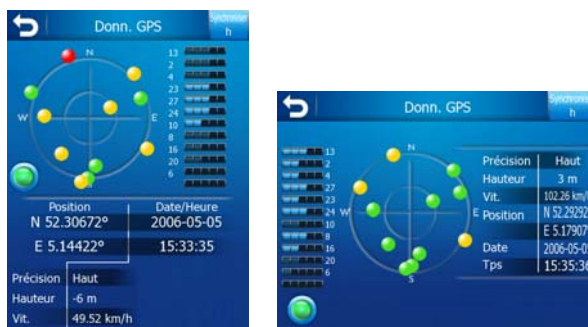 Donn. GPS
Synchroniser
h
N
W
E
13
2
4
23
27
24
10
8
16
20
6
Position
Date/Heure
N 52.30672°
2006-05-05
E 5.14422°
15:33:35
Précision Haut
Hauteur -6 m
Vit. 49.52 km/h
Donn. GPS
Synchroniser
h
13
2
4
27
23
24
10
8
16
20
6
N
W
E
S
Précision Haut
Hauteur 3 m
Vit. 102.26 km/h
Position N 52.2920
E 5.17907°
Date 2006-05-05
Tps 15:35:36